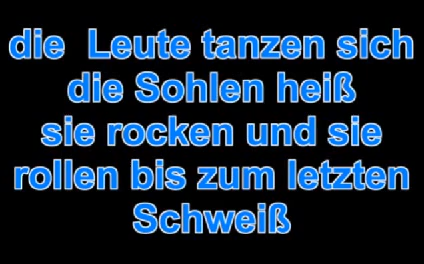 die  Leute tanzen sich
die Sohlen heiß
sie rocken und sie
rollen bis zum letzten
Schweiß